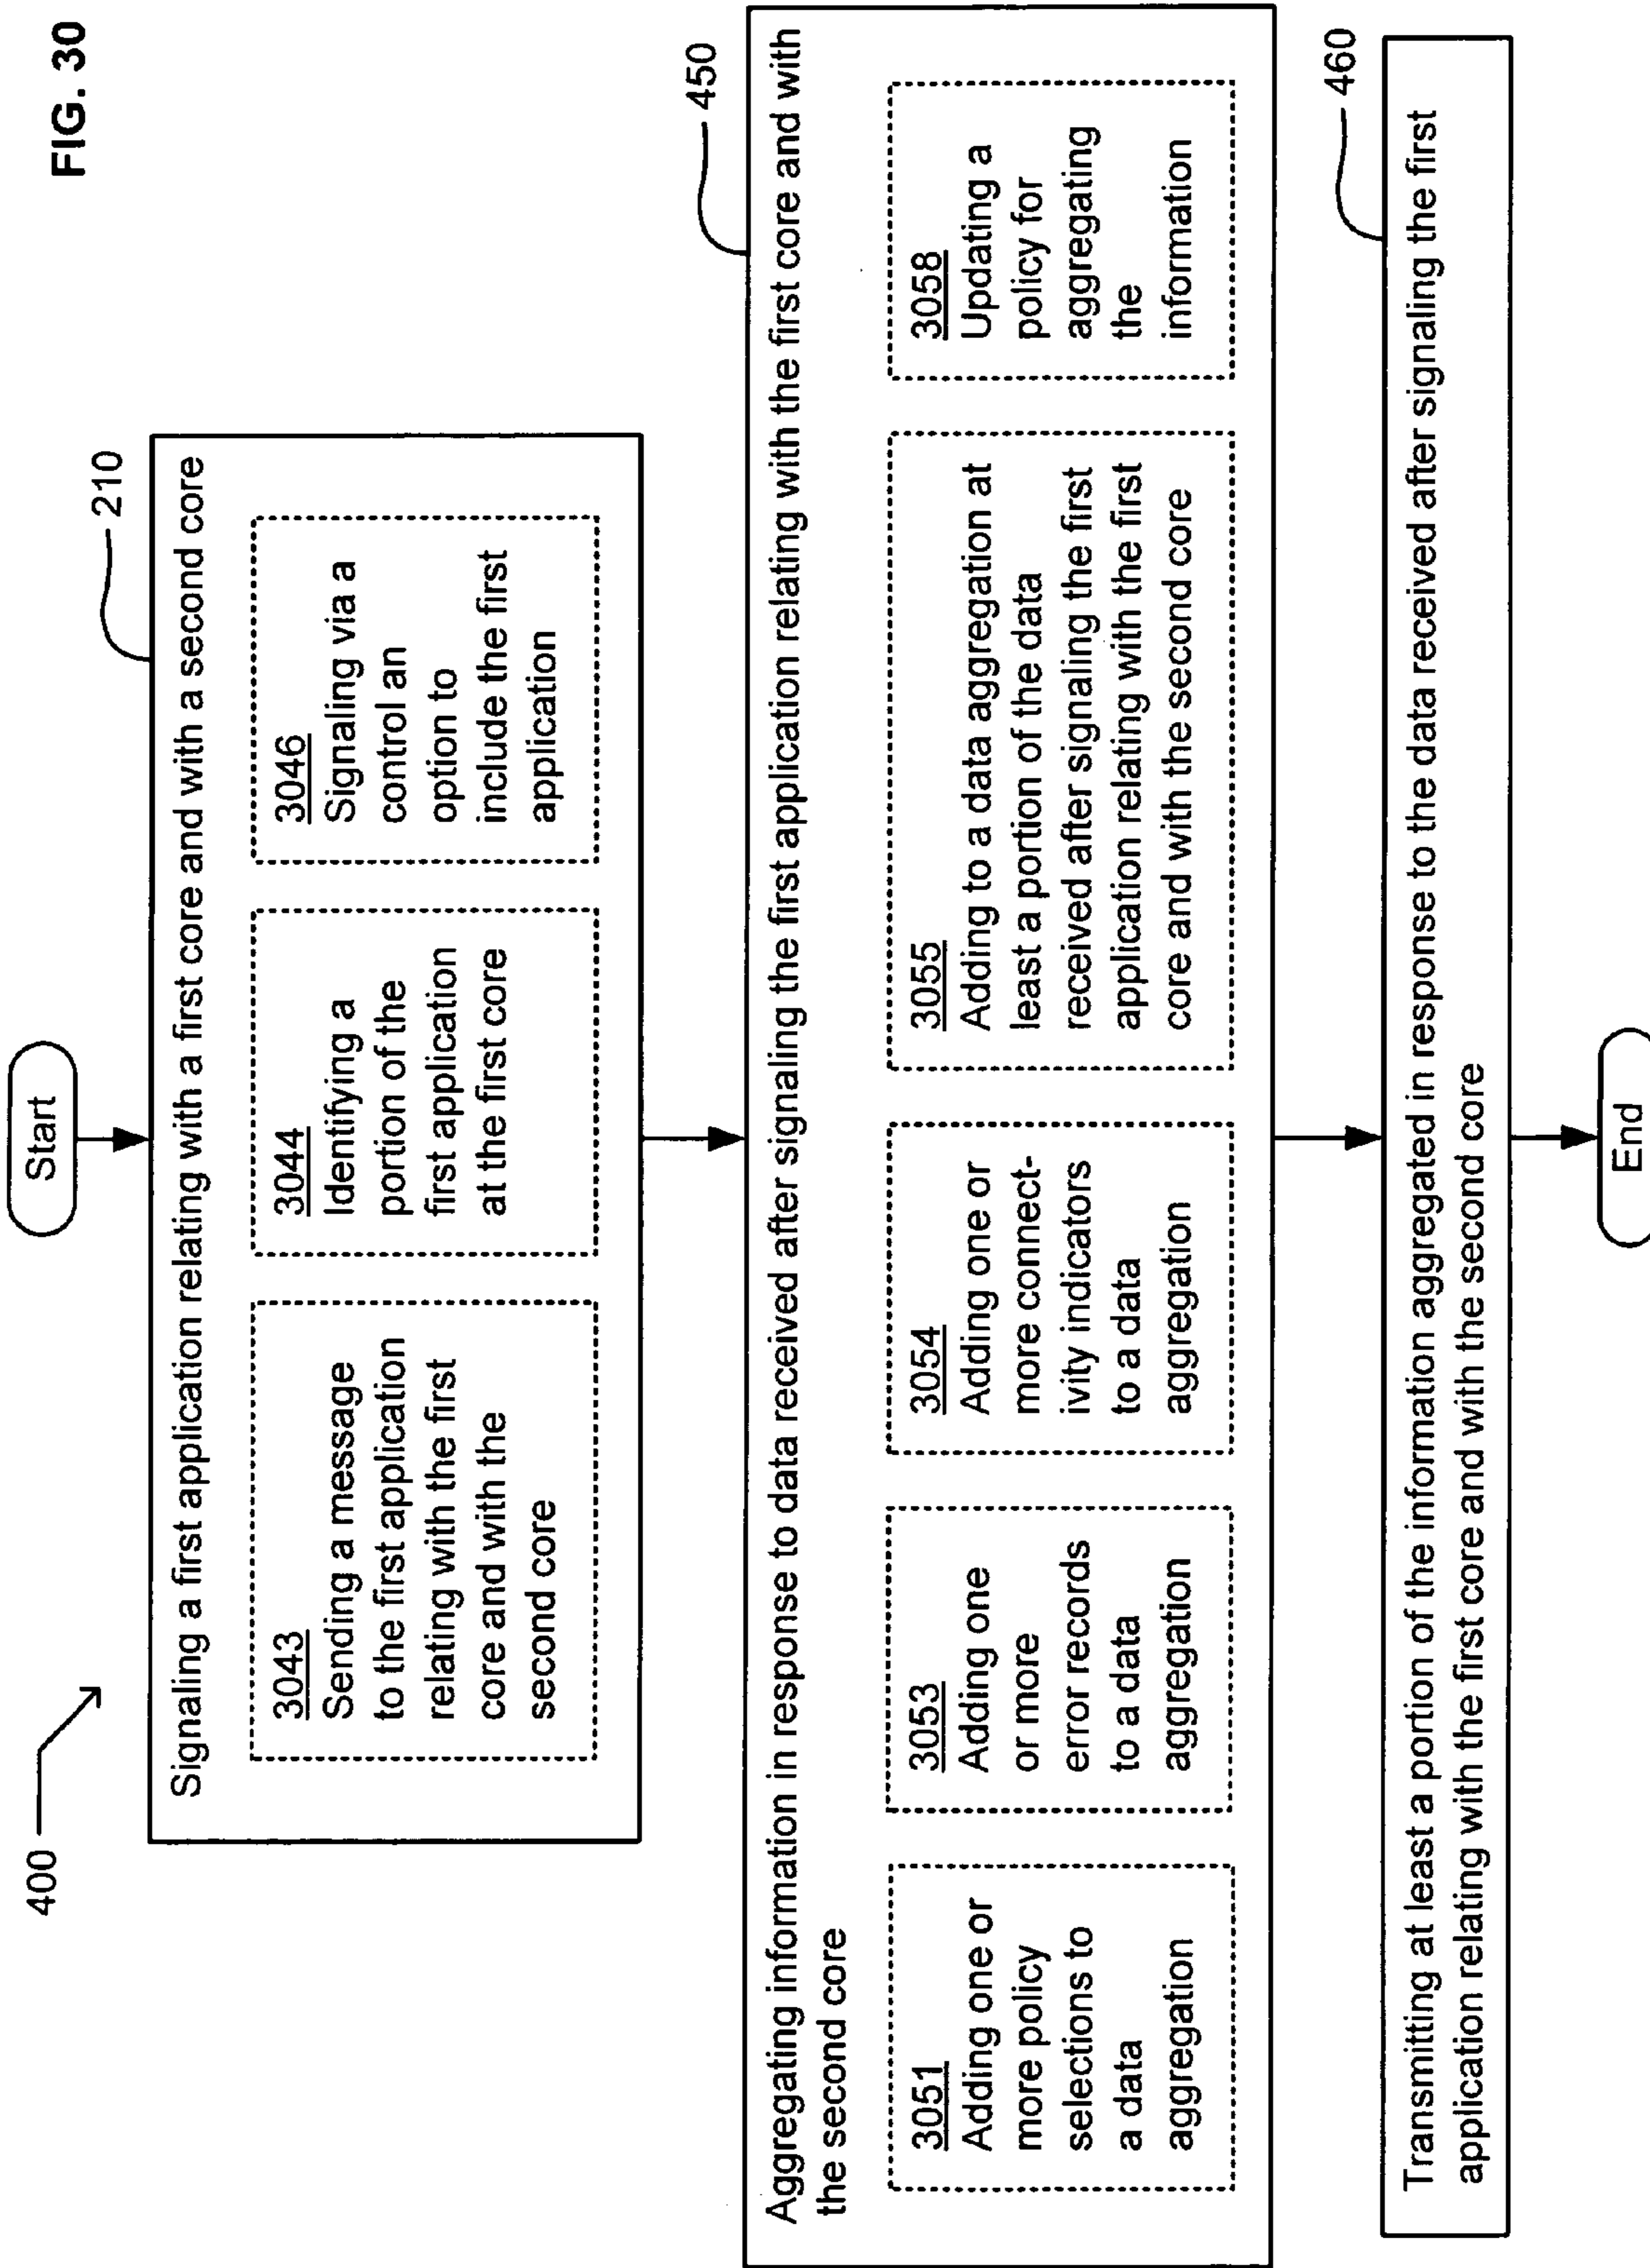 FIG. 30
400
Start
210
Signaling a first application relating with a first core and with a second core
3043
Sending a message
to the first application
relating with the first
core and with the
second core
3044
Identifying a
portion of the
first application
at the first core
3046
Signaling via a
control an
option to
include the first
application
450
Aggregating information in response to data received after signaling the first application relating with the first core and with
the second core
3051
Adding one or
more policy
selections to
a data
aggregation
3053
Adding one
or more
error records
to a data
aggregation
3054
Adding one or
more connect-
ivity indicators
to a data
aggregation
3055
Adding to a data aggregation at
least a portion of the data
received after signaling the first
application relating with the first
core and with the second core
3058
Updating a
policy for
aggregating
the
information
460
Transmitting at least a portion of the information aggregated in response to the data received after signaling the first
application relating with the first core and with the second core
End